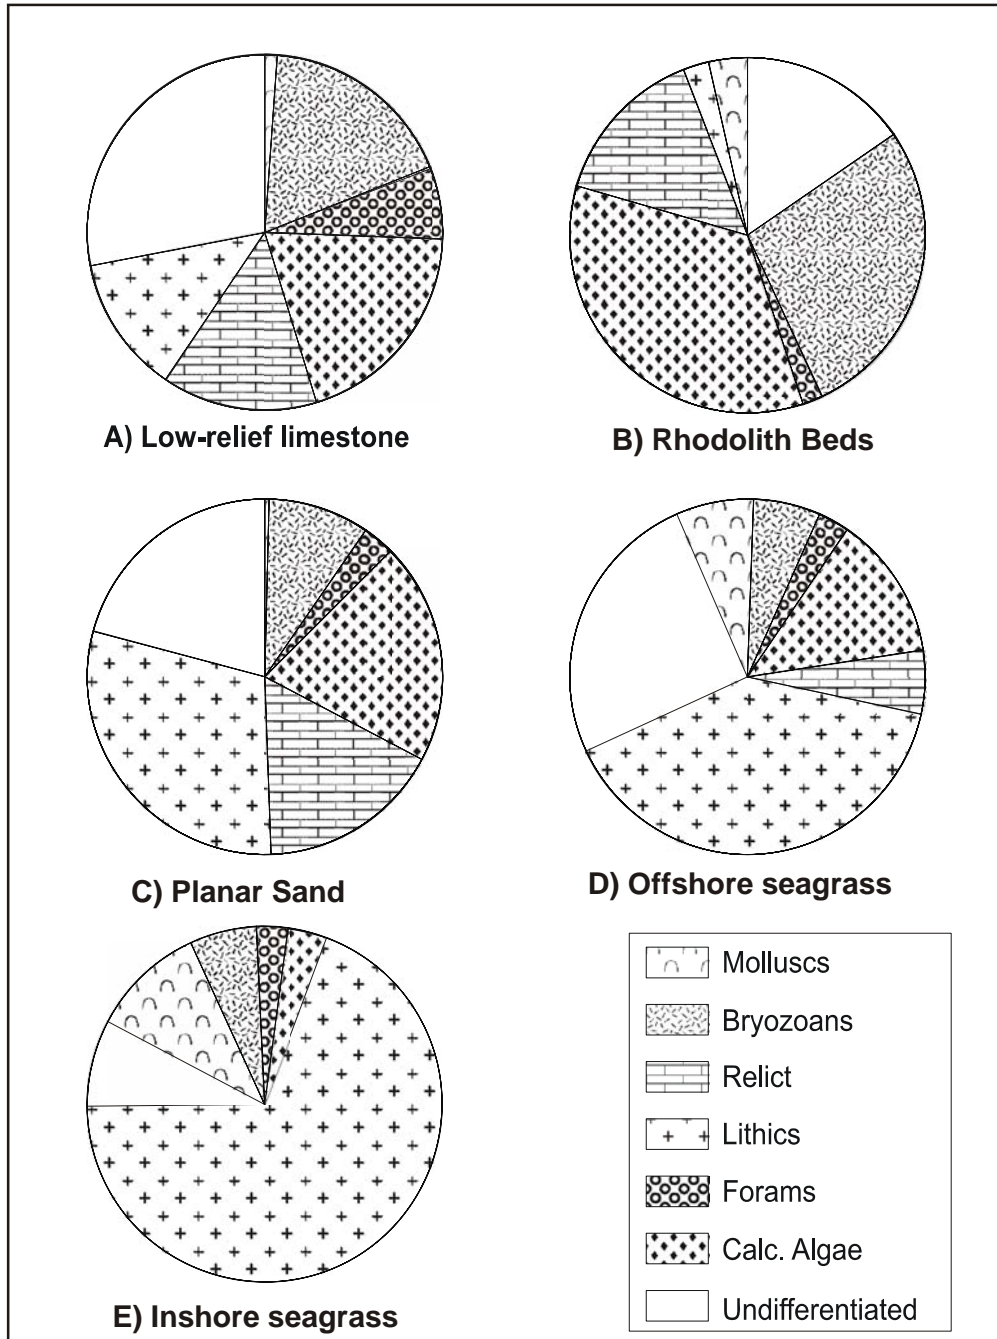 A) Low-relief limestone
B) Rhodolith Beds
C) Planar Sand
D) Offshore seagrass
E) Inshore seagrass
Molluscs
Bryozoans
Relict
Lithics
Forams
Calc. Algae
Undifferentiated